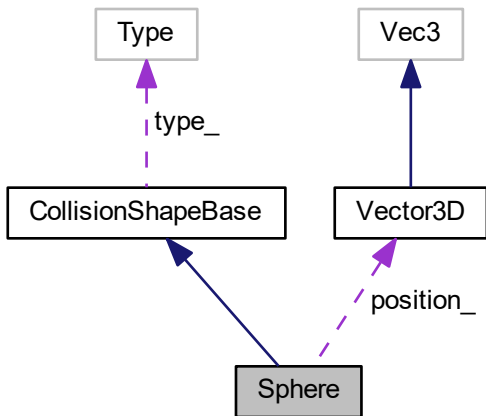 Type
Vec3
type_
CollisionShapeBase
Vector3D
position_
Sphere